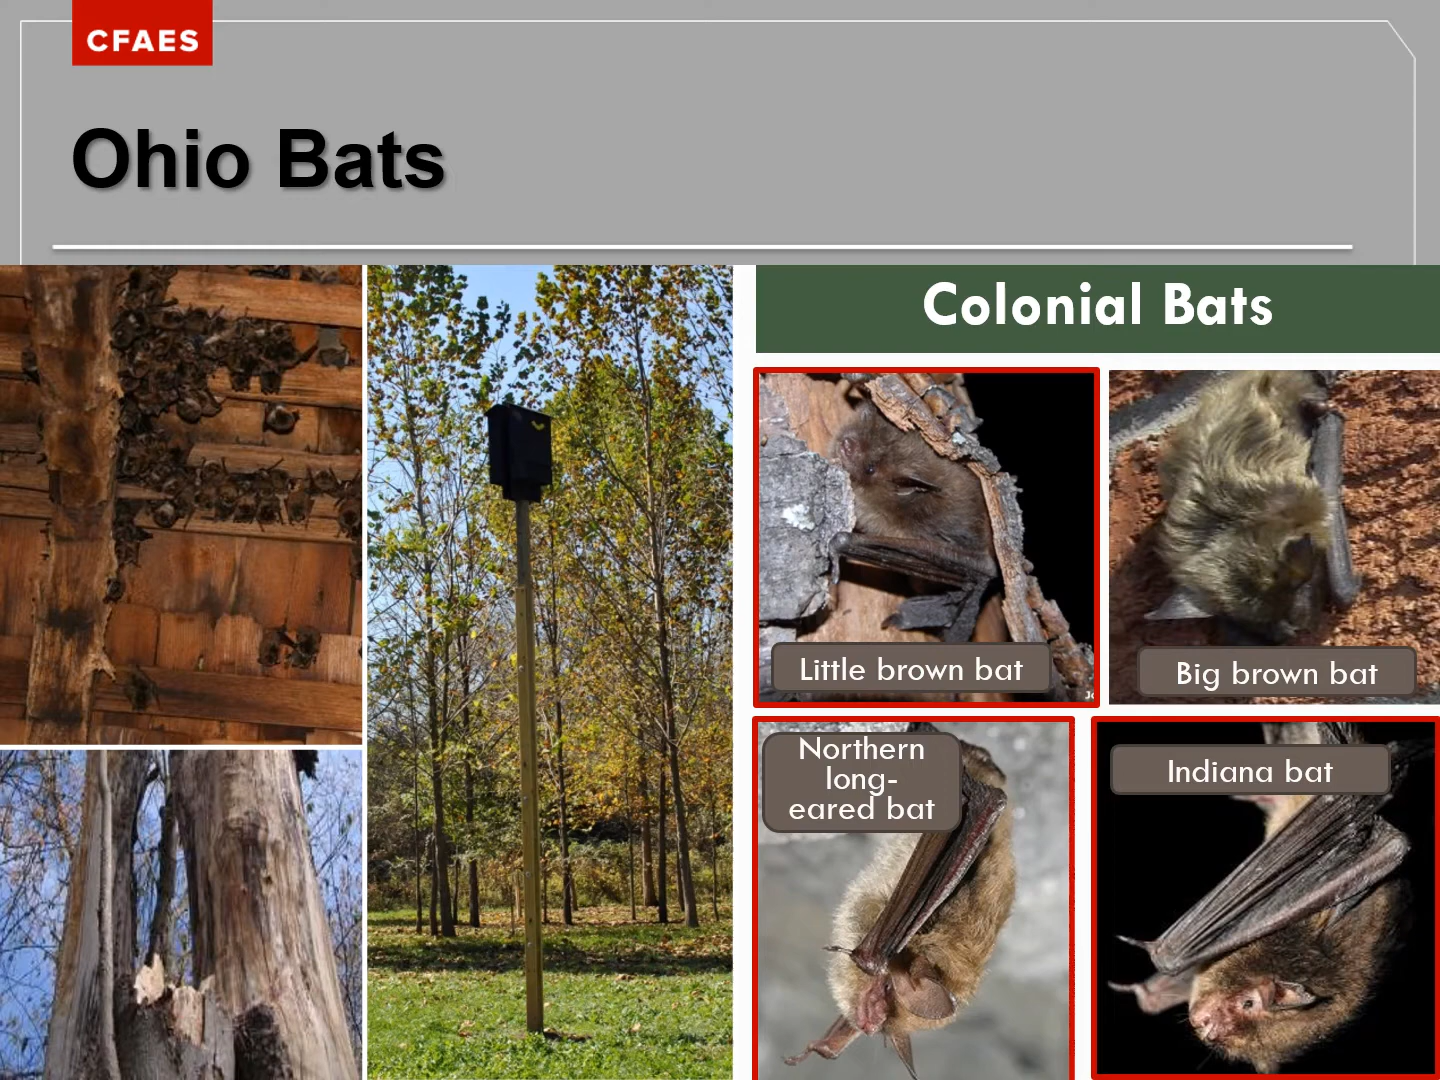 CFAES
Ohio Bats
Colonial Bats
Little brown bat
Big brown bat
Northern
long-
eared bat
Indiana bat